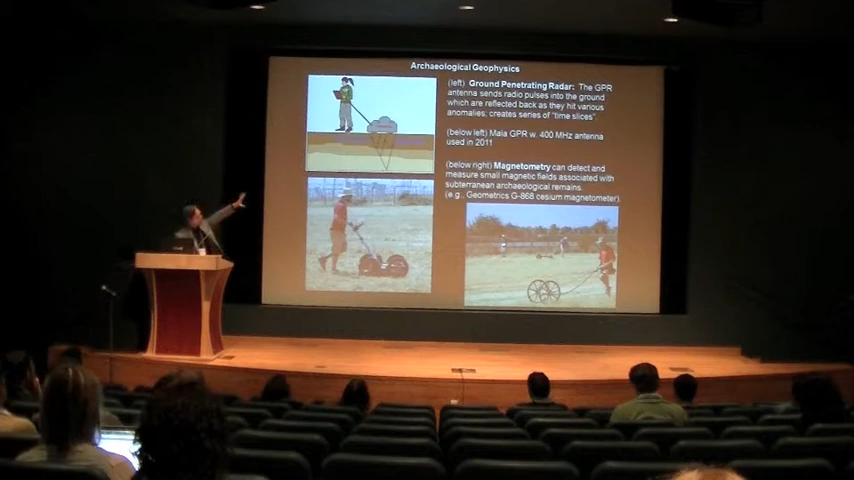 Archaeological Geophysics
(left) Ground Penetrating Radar: The GPR
antenna sends radio pulses into the ground
which are reflected back as they hit various
anomalies; creates series of "time slices".
(below left) Maia GPR w. 400 MHz antenna
used in 2011
(below right) Magnetometry can detect and
measure small magnetic fields associated with
subterranean archaeological remains.
(e.g., Geometrics G-868 cesium magnetometer).